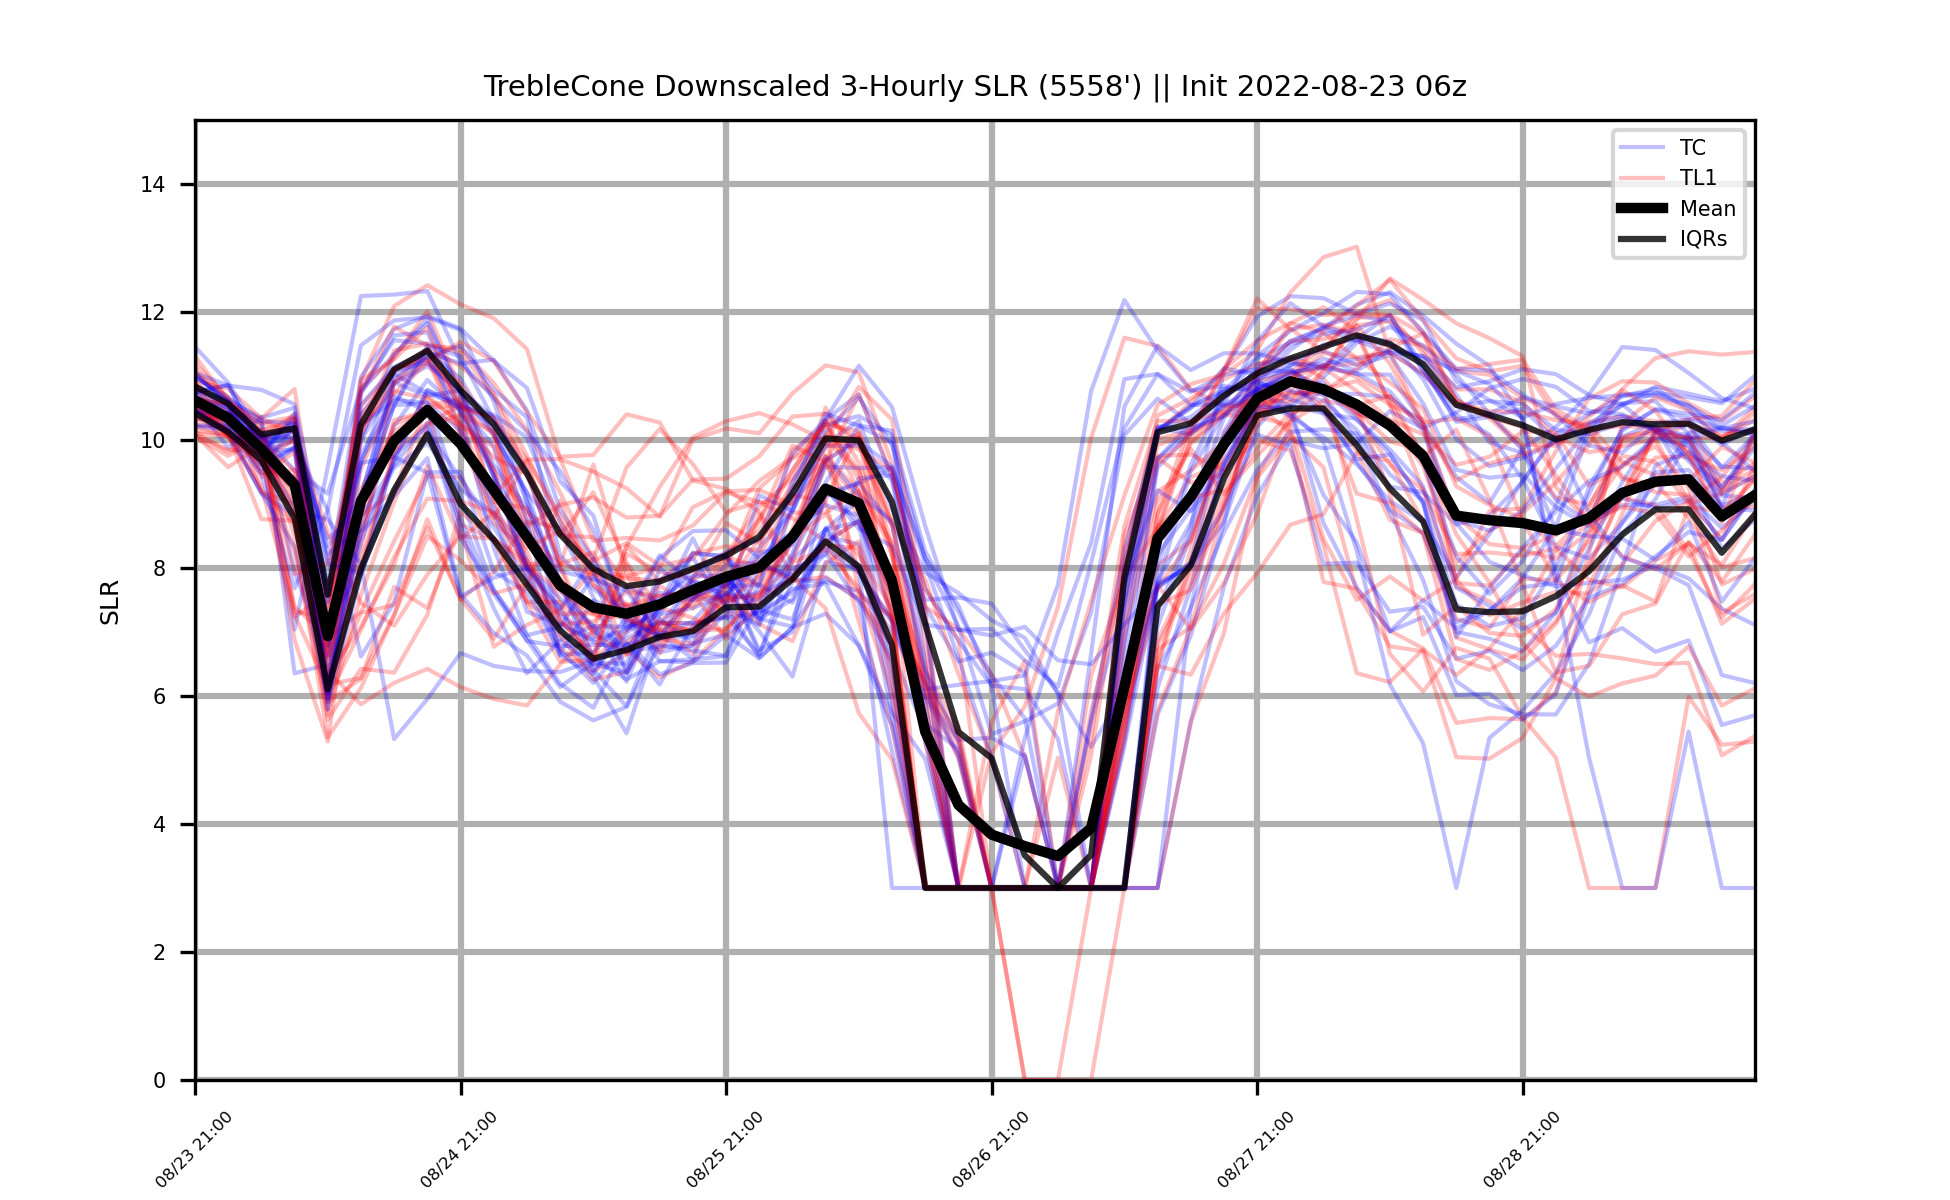 TrebleCone Downscaled 3-Hourly SLR (5558') || Init 2022-08-23 06z
TC
TL1
Mean
IQRs
SLR
14
12
10
8
6
4
2
0
08/23 21:00
08/24 21:00
08/25 21:00
08/26 21:00
08/27 21:00
08/28 21:00